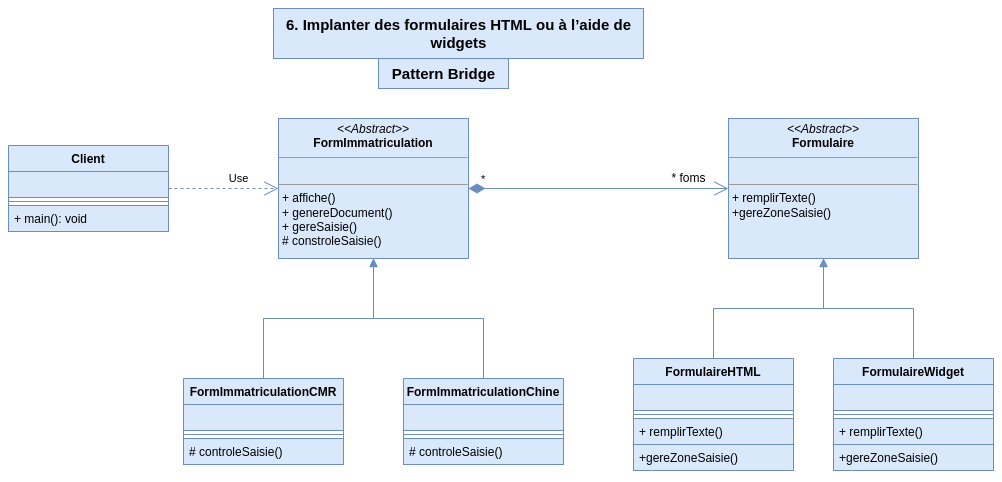 6. Implanter des formulaires HTML ou à l’aide de
widgets
Pattern Bridge
Client
+ main(): void
Use
<<Abstract>>
FormImmatriculation
+ affiche()
+ genereDocument()
+ gereSaisie()
# constroleSaisie()
*
* foms
<<Abstract>>
Formulaire
+ remplirTexte()
+gereZoneSaisie()
FormImmatriculationCMR
# controleSaisie()
FormImmatriculationChine
# controleSaisie()
FormulaireHTML
+ remplirTexte()
+gereZoneSaisie()
FormulaireWidget
+ remplirTexte()
+gereZoneSaisie()